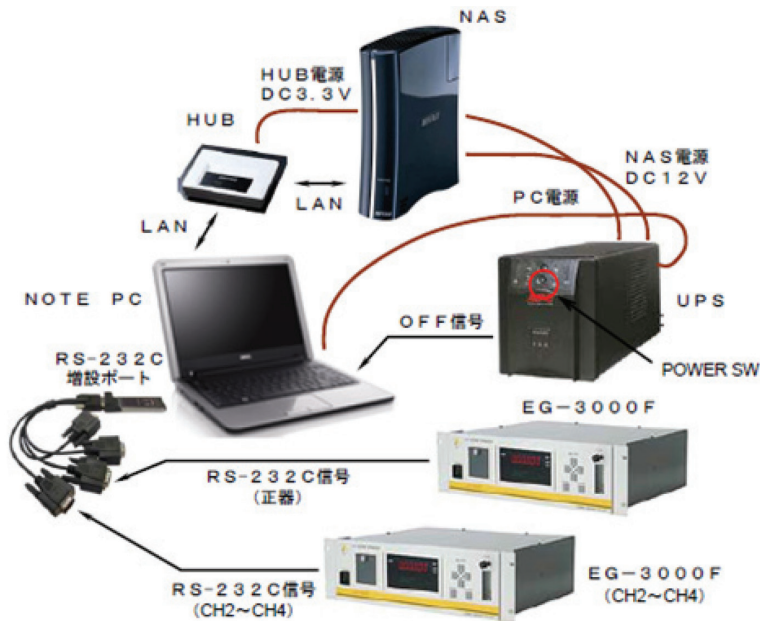 NAS
HUB電源
DC3.3V
HUB
NAS電源
DC12V
LAN
PC電源
LAN
NOTE PC
UPS
OFF信号
RS-232C
増設ポート
POWER SW
EG-3000F
RS-232C信号
(正器)
RS-232C信号
(CH2~CH4)
EG-3000F
(CH2~CH4)